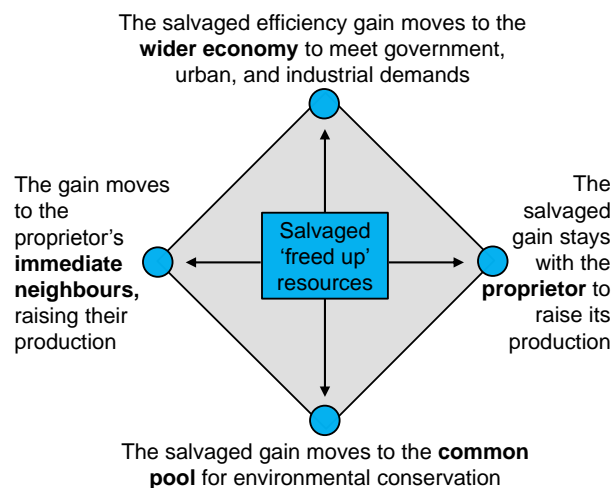 The salvaged efficiency gain moves to the
wider economy to meet government,
urban, and industrial demands
The gain moves
to the
proprietor’s
immediate
neighbours,
raising their
production
Salvaged
‘freed up’
resources
The
salvaged
gain stays
with the
proprietor to
raise its
production
The salvaged gain moves to the common
pool for environmental conservation